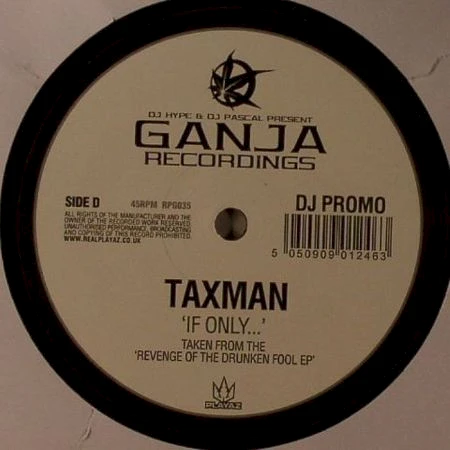 DJ HYPE & DJ PASCAL PRESENT
GANJA
RECORDINGS
SIDE D 45RPM RPG035
DJ PROMO
ALL RIGHTS OF THE MANUFACTURER AND THE
OWNER OF THE RECORDED WORK RESERVED.
UNAUTHORISED PERFORMANCE, BROADCASTING
AND COPYING OF THIS RECORD PROHIBITED.
WWW.REALPLAYAZ.CO.UK
5 050909 012463
TAXMAN
'IF ONLY...'
TAKEN FROM THE
'REVENGE OF THE DRUNKEN FOOL EP'
PLAYAZ